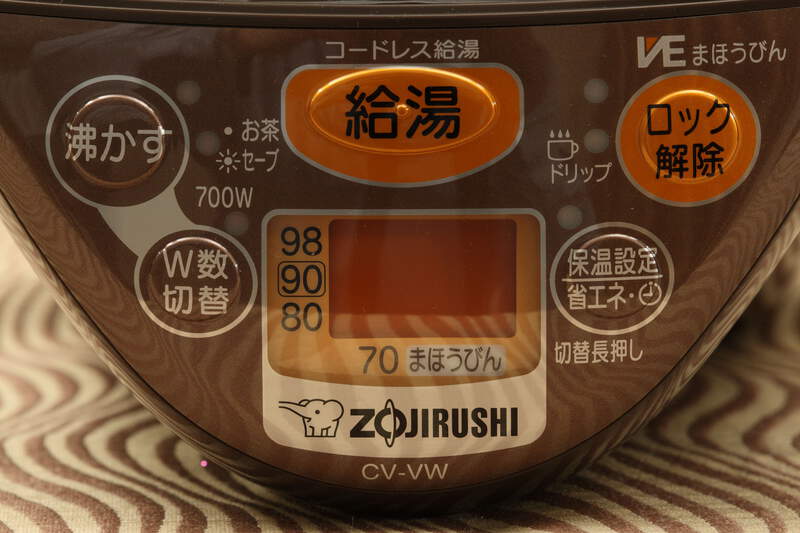 コードレス給湯
VE まほうびん
沸かす
• お茶
セーブ
700W
給湯
ドリップ
ロック
解除
W数
切替
98
90
80
70 まほうびん
保温設定
省エネ・
切替長押し
ZOJIRUSHI
CV-VW